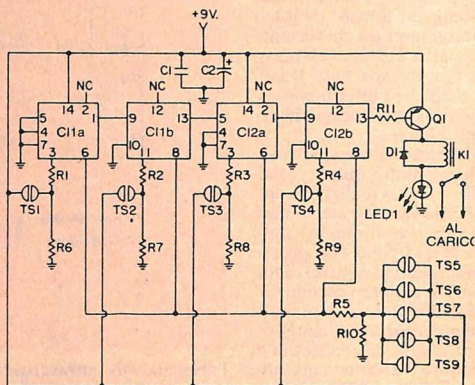 +9V.
C1 C2 +
NC NC NC NC
14 2 12 14 2 12
5 4 7 CI1a 1 9 CI1b 13 5 4 7 CI2a 1 9 CI2b 13 R11 Q1
3 6 10 11 8 3 6 10 11 8
D1 K1
R1 R2 R3 R4
TS1 TS2 TS3 TS4 LED1
AL
CARICO
R6 R7 R8 R9
TS5
TS6
R5 TS7
R10
TS8
TS9